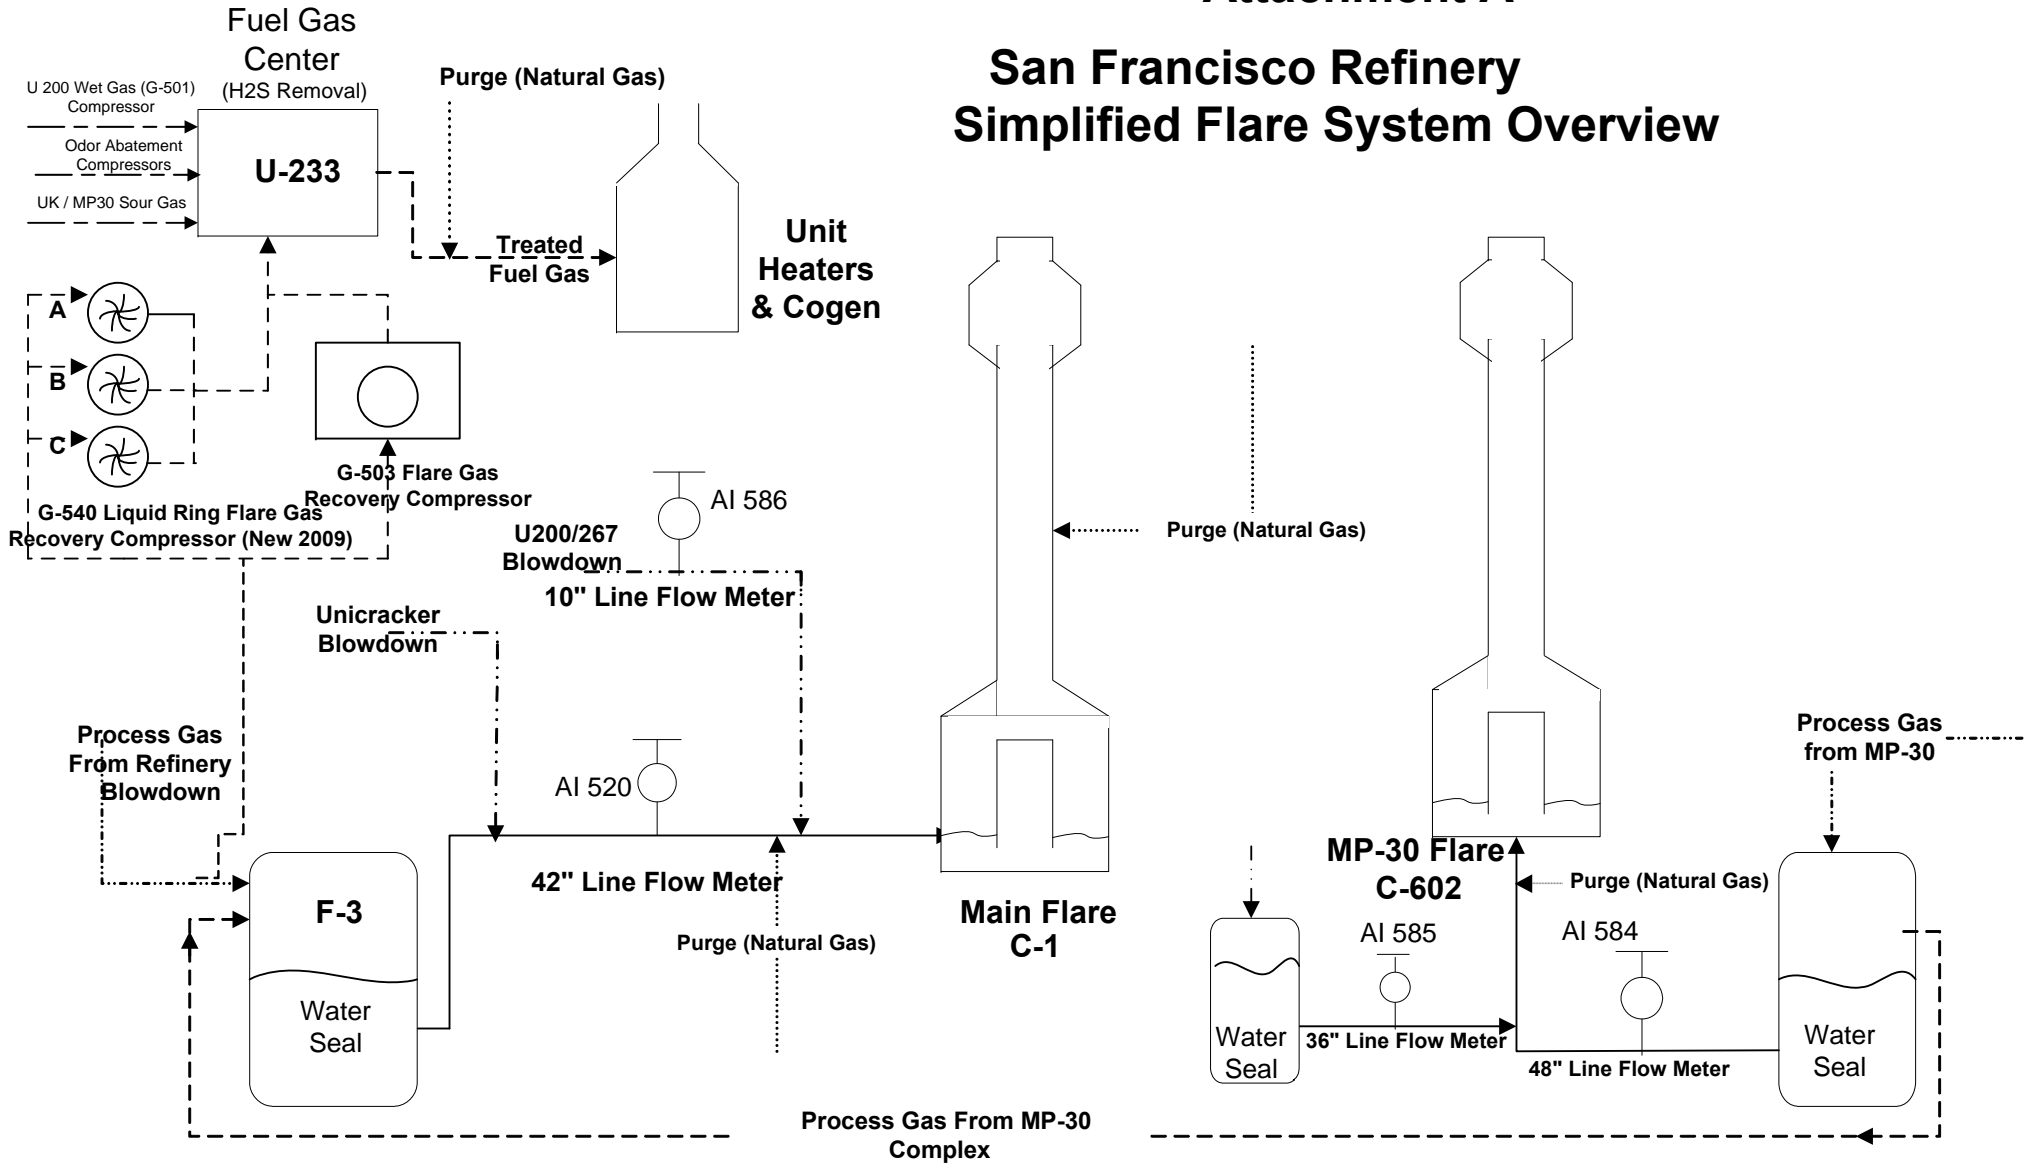 Attachment A
San Francisco Refinery
Simplified Flare System Overview
Fuel Gas
Center
(H2S Removal)
U 200 Wet Gas (G-501)
Compressor
Odor Abatement
Compressors
UK / MP30 Sour Gas
U-233
Purge (Natural Gas)
Treated
Fuel Gas
Unit
Heaters
& Cogen
A
B
C
G-503 Flare Gas
Recovery Compressor
G-540 Liquid Ring Flare Gas
Recovery Compressor (New 2009)
AI 586
U200/267
Blowdown
10" Line Flow Meter
Purge (Natural Gas)
Unicracker
Blowdown
Process Gas
From Refinery
Blowdown
AI 520
42" Line Flow Meter
Purge (Natural Gas)
F-3
Water
Seal
Main Flare
C-1
MP-30 Flare
C-602
Process Gas
from MP-30
Purge (Natural Gas)
AI 585
AI 584
Water
Seal
36" Line Flow Meter
48" Line Flow Meter
Water
Seal
Process Gas From MP-30
Complex